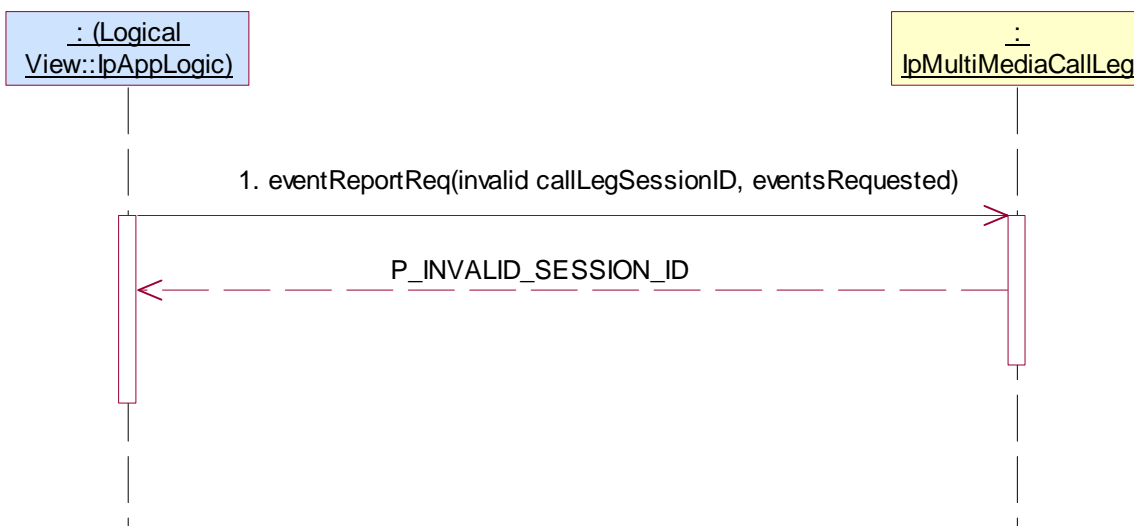 : (Logical
View::IpAppLogic)
:
IpMultiMediaCallLeg
1. eventReportReq(invalid callLegSessionID, eventsRequested)
P_INVALID_SESSION_ID